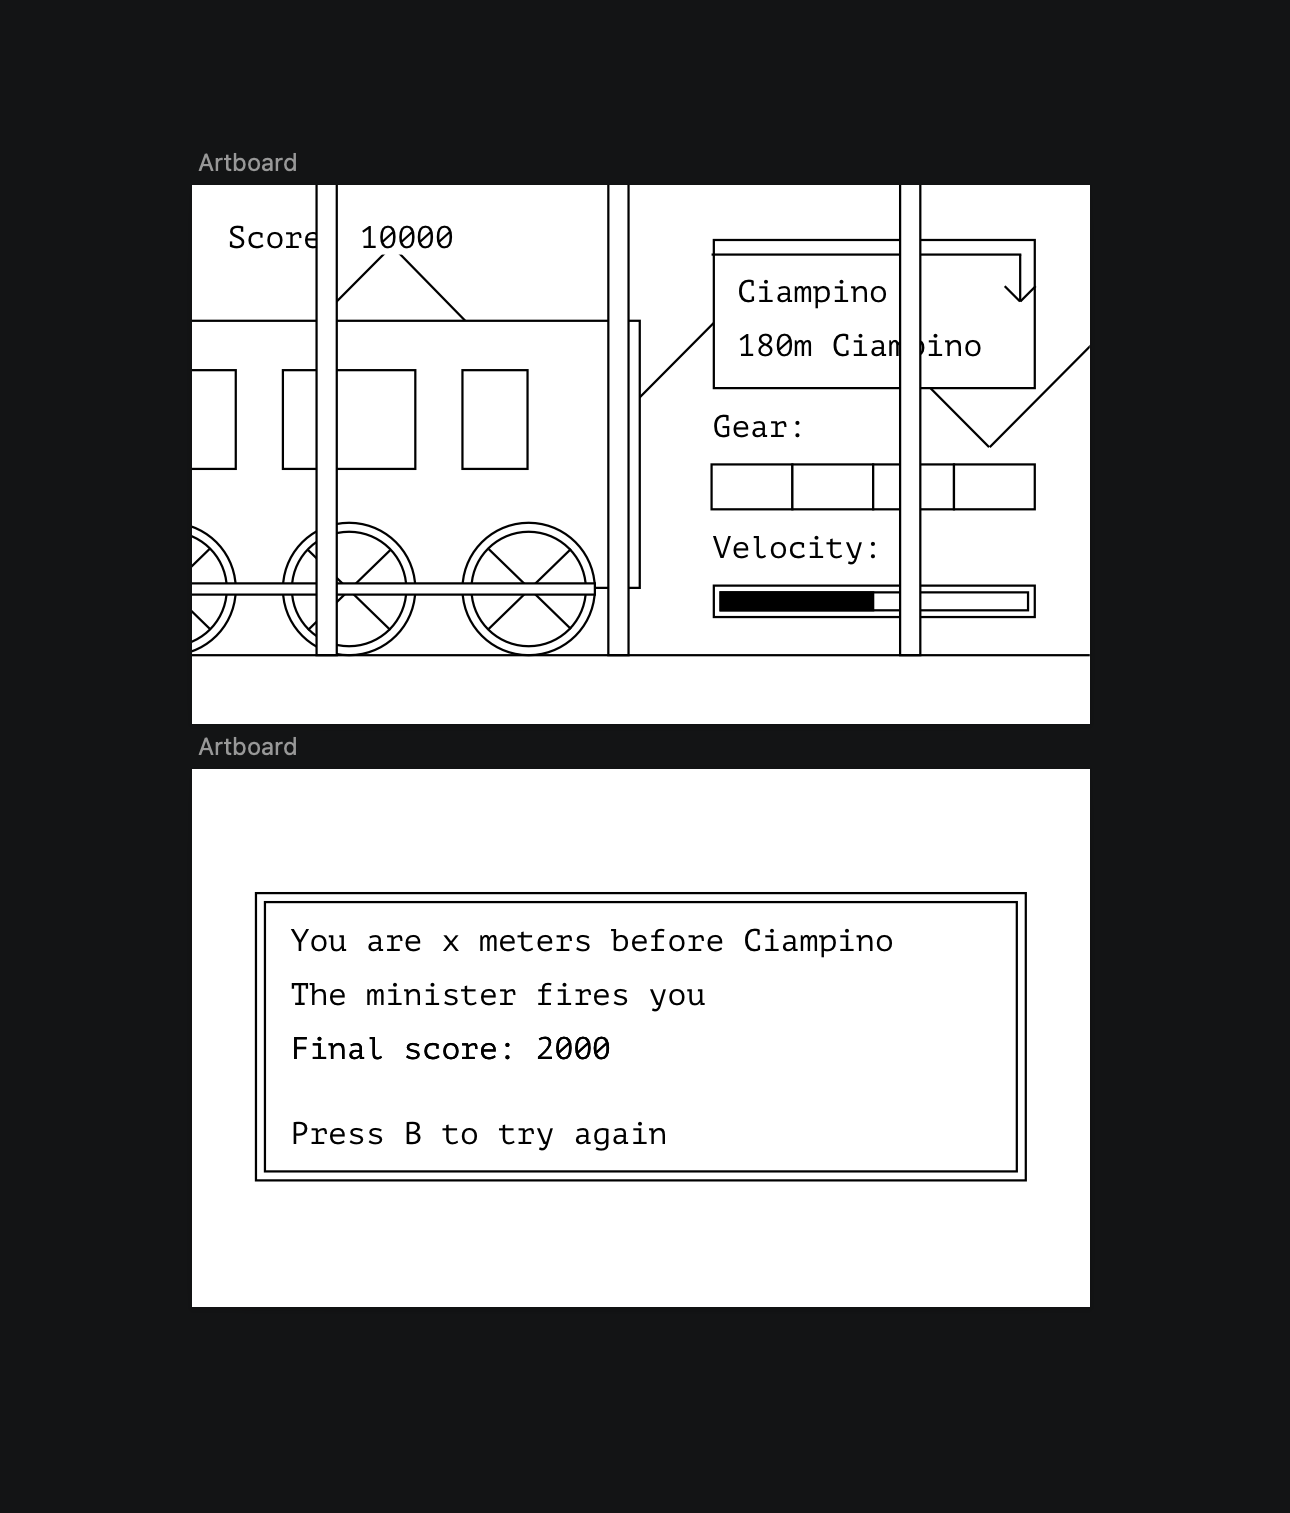 Artboard
Score 10000
Ciampino
180m Ciampino
Gear:
Velocity:
Artboard
You are x meters before Ciampino
The minister fires you
Final score: 2000
Press B to try again